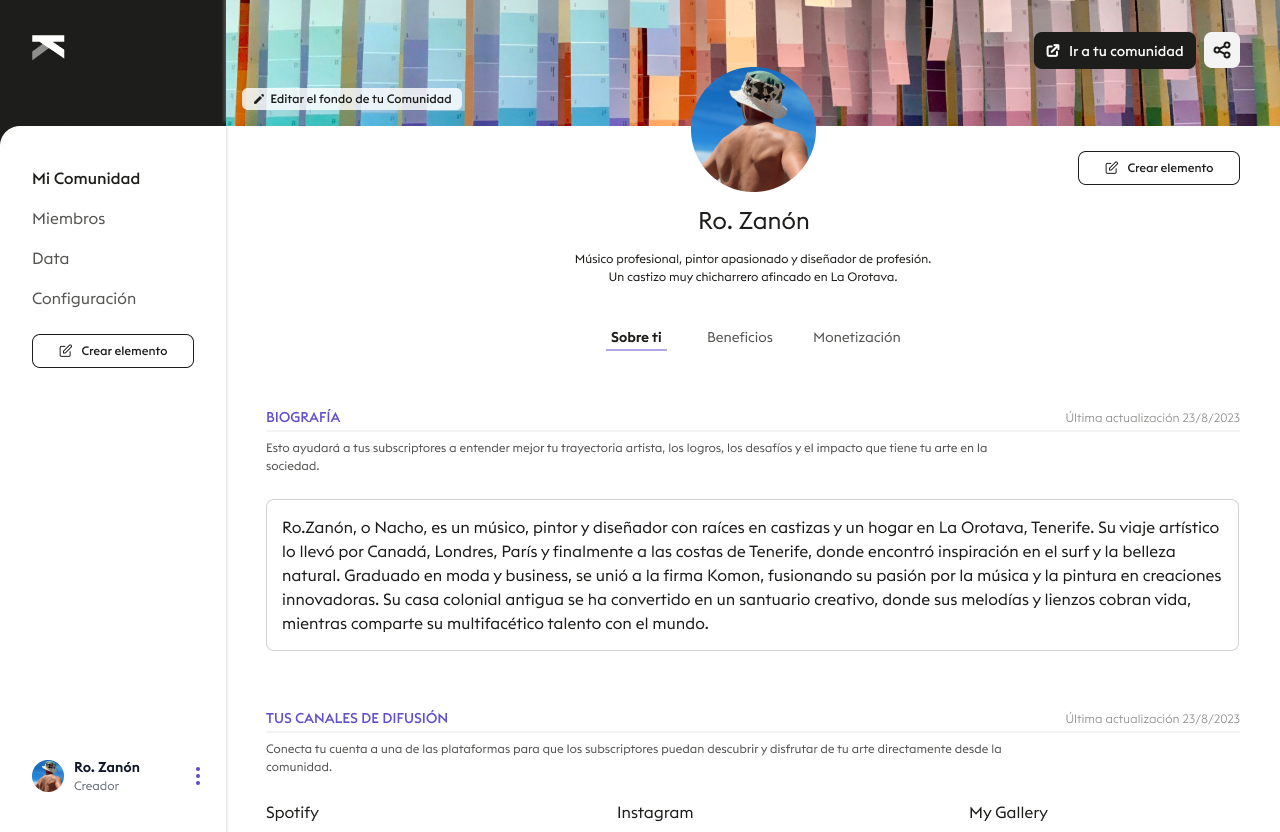 Ir a tu comunidad
Editar el fondo de tu Comunidad
Mi Comunidad
Miembros
Data
Configuración
Crear elemento
Crear elemento
Ro. Zanón
Músico profesional, pintor apasionado y diseñador de profesión.
Un castizo muy chicharrero afincado en La Orotava.
Sobre ti
Beneficios
Monetización
BIOGRAFÍA
Última actualización 23/8/2023
Esto ayudará a tus subscriptores a entender mejor tu trayectoria artista, los logros, los desafíos y el impacto que tiene tu arte en la
sociedad.
Ro.Zanón, o Nacho, es un músico, pintor y diseñador con raíces en castizas y un hogar en La Orotava, Tenerife. Su viaje artístico
lo llevó por Canadá, Londres, París y finalmente a las costas de Tenerife, donde encontró inspiración en el surf y la belleza
natural. Graduado en moda y business, se unió a la firma Komon, fusionando su pasión por la música y la pintura en creaciones
innovadoras. Su casa colonial antigua se ha convertido en un santuario creativo, donde sus melodías y lienzos cobran vida,
mientras comparte su multifacético talento con el mundo.
TUS CANALES DE DIFUSIÓN
Última actualización 23/8/2023
Conecta tu cuenta a una de las plataformas para que los subscriptores puedan descubrir y disfrutar de tu arte directamente desde la
comunidad.
Spotify
Instagram
My Gallery
Ro. Zanón
Creador